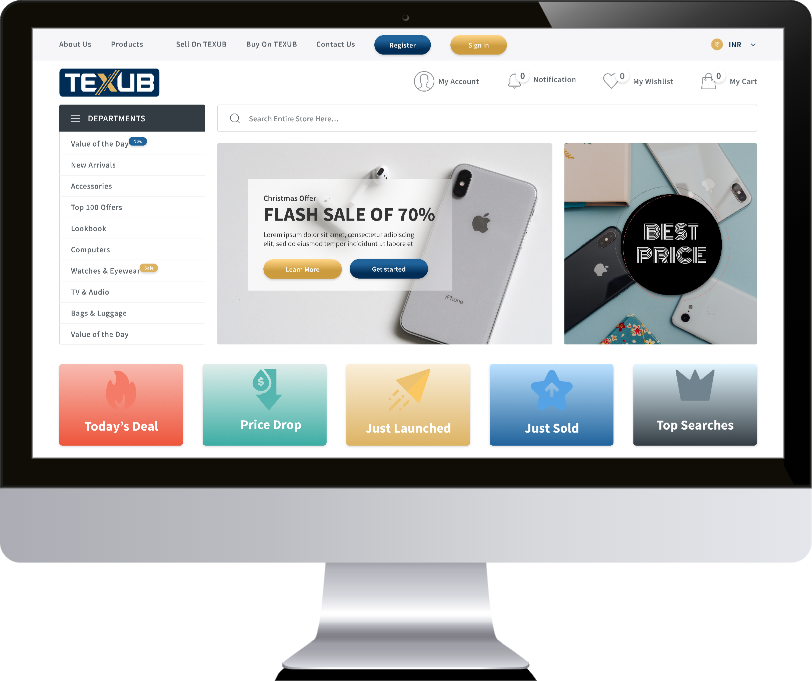 About Us Products Sell On TEXUB Buy On TEXUB Contact Us Register Sign In ₹ INR
TEXUB
My Account 0 Notification 0 My Wishlist 0 My Cart
DEPARTMENTS
Search Entire Store Here...
Value of the Day New
New Arrivals
Accessories
Top 100 Offers
Lookbook
Computers
Watches & Eyewear Sale
TV & Audio
Bags & Luggage
Value of the Day
Christmas Offer
FLASH SALE OF 70%
Lorem ipsum dolor sit amet, consectetur adipiscing
elit, sed do eiusmod tempor incididunt ut labore et
Learn More Get started
iPhone
BEST
PRICE
$
Today's Deal
Price Drop
Just Launched
Just Sold
Top Searches